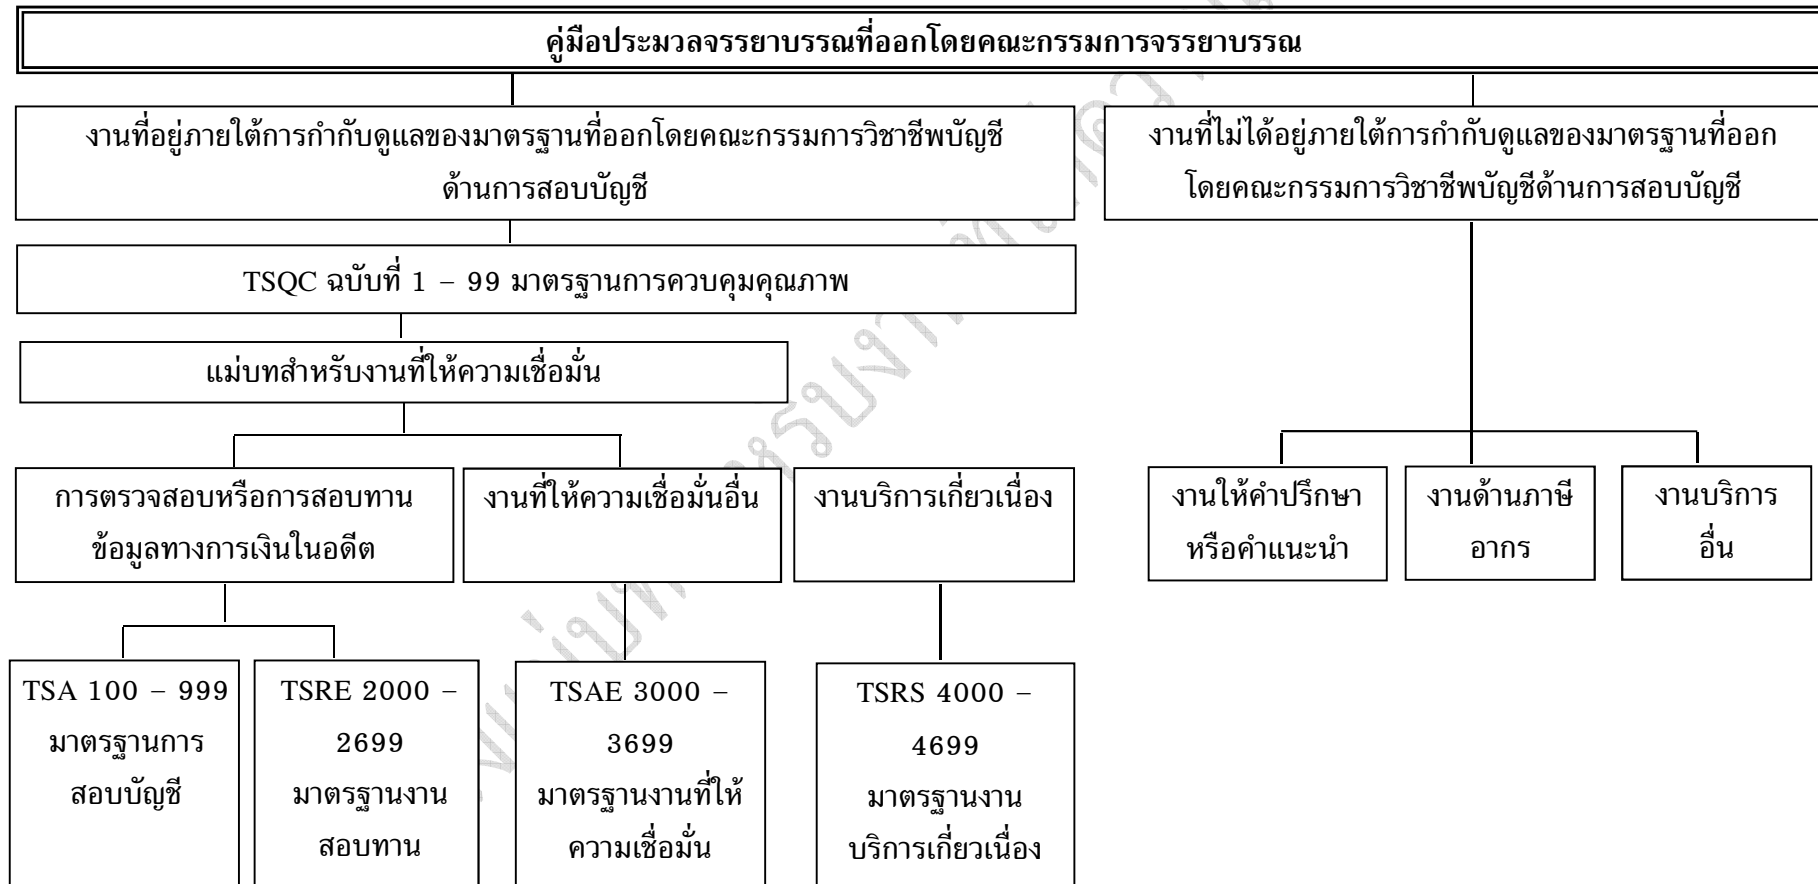 คู่มือประมวลจรรยาบรรณที่ออกโดยคณะกรรมการจรรยาบรรณ
งานที่อยู่ภายใต้การกำกับดูแลของมาตรฐานที่ออกโดยคณะกรรมการวิชาชีพบัญชี
ด้านการสอบบัญชี
งานที่ไม่ได้อยู่ภายใต้การกำกับดูแลของมาตรฐานที่ออก
โดยคณะกรรมการวิชาชีพบัญชีด้านการสอบบัญชี
TSQC ฉบับที่ 1 – 99 มาตรฐานการควบคุมคุณภาพ
แม่บทสำหรับงานที่ให้ความเชื่อมั่น
การตรวจสอบหรือการสอบทาน
ข้อมูลทางการเงินในอดีต
งานที่ให้ความเชื่อมั่นอื่น
งานบริการเกี่ยวเนื่อง
งานให้คำปรึกษา
หรือคำแนะนำ
งานด้านภาษี
อากร
งานบริการ
อื่น
TSA 100 – 999
มาตรฐานการ
สอบบัญชี
TSRE 2000 –
2699
มาตรฐานงาน
สอบทาน
TSAE 3000 –
3699
มาตรฐานงานที่ให้
ความเชื่อมั่น
TSRS 4000 –
4699
มาตรฐานงาน
บริการเกี่ยวเนื่อง